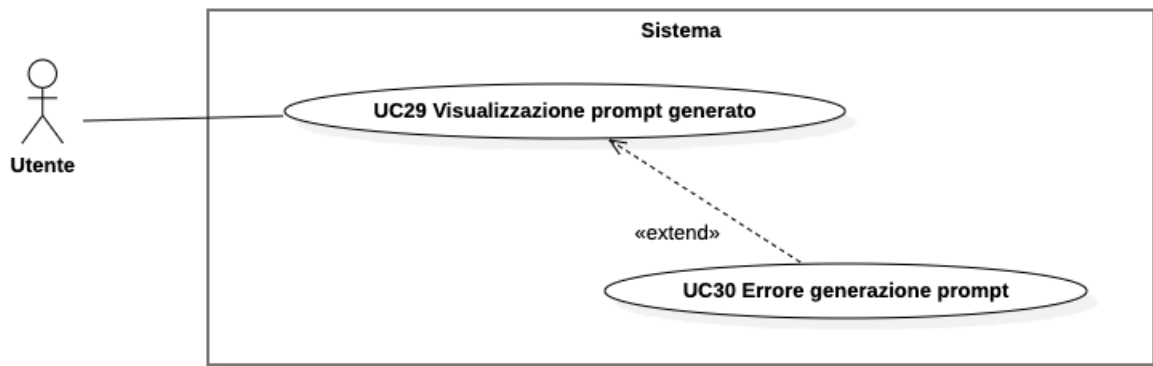 Sistema
UC29 Visualizzazione prompt generato
Utente
«extend»
UC30 Errore generazione prompt